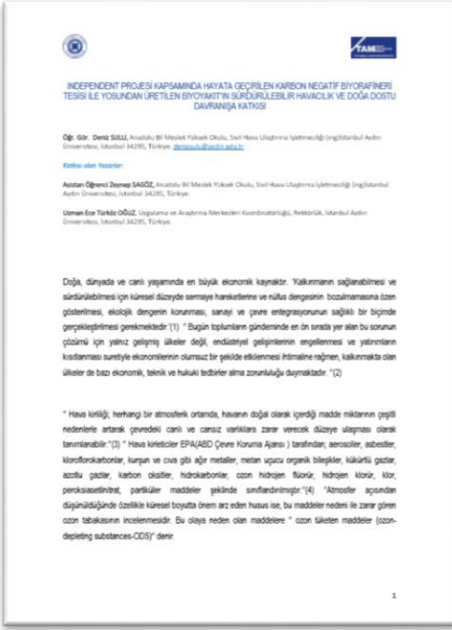 TAM
INDEPENDENT PROJESİ KAPSAMINDA HAYATA GEÇİRİLEN KARBON NEGATİF BİYORAFİNERİ
TESİSİ İLE YOSUNDAN ÜRETİLEN BİYOYAKIT'IN SÜRDÜRÜLEBİLİR HAVACILIK VE DOĞA DOSTU
DAVRANIŞA KATKISI
Öğr. Gör. Deniz SULU, Anadolu Bil Meslek Yüksek Okulu, Sivil Hava Ulaştırma İşletmeciliği (ing)İstanbul Aydın
Üniversitesi, İstanbul 34295, Türkiye. denizsulu@aydin.edu.tr
Katkısı olan Yazarlar:
Asistan Öğrenci Zeynep SAGÖZ, Anadolu Bil Meslek Yüksek Okulu, Sivil Hava Ulaştırma İşletmeciliği (ing)İstanbul
Aydın Üniversitesi, İstanbul 34295, Türkiye.
Uzman Ece Türköz OĞUZ, Uygulama ve Araştırma Merkezleri Koordinatörlüğü, Rektörlük, İstanbul Aydın
Üniversitesi, İstanbul 34295, Türkiye.
Doğa, dünyada ve canlı yaşamında en büyük ekonomik kaynaktır. 'Kalkınmanın sağlanabilmesi ve
sürdürülebilmesi için küresel düzeyde sermaye hareketlerine ve nüfus dengesinin bozulmamasına özen
gösterilmesi, ekolojik dengenin korunması, sanayi ve çevre entegrasyonunun sağlıklı bir biçimde
gerçekleştirilmesi gerekmektedir.'(1) " Bugün toplumların gündeminde en ön sırada yer alan bu sorunun
çözümü için yalnız gelişmiş ülkeler değil, endüstriyel gelişimlerinin engellenmesi ve yatırımların
kısıtlanması suretiyle ekonomilerinin olumsuz bir şekilde etkilenmesi ihtimaline rağmen, kalkınmakta olan
ülkeler de bazı ekonomik, teknik ve hukuki tedbirler alma zorunluluğu duymaktadır. "(2)
" Hava kirliliği; herhangi bir atmosferik ortamda, havanın doğal olarak içerdiği madde miktarının çeşitli
nedenlerle artarak çevredeki canlı ve cansız varlıklara zarar verecek düzeye ulaşması olarak
tanımlanabilir."(3) " Hava kirleticiler EPA(ABD Çevre Koruma Ajansı ) tarafından; aerosoller, asbestler,
kloroflorokarbonlar, kurşun ve cıva gibi ağır metaller, metan uçucu organik bileşikler, kükürtlü gazlar,
azotlu gazlar, karbon oksitler, hidrokarbonlar, ozon hidrojen flüorür, hidrojen klorür, klor,
peroksiasetilnitrat, partiküler maddeler şeklinde sınıflandırılmıştır."(4) "Atmosfer açısından
düşünüldüğünde özellikle küresel boyutta önem arz eden husus ise, bu maddeler nedeni ile zarar gören
ozon tabakasının incelenmesidir. Bu olaya neden olan maddelere " ozon tüketen maddeler (ozon-
depleting substances-ODS)" denir.
1